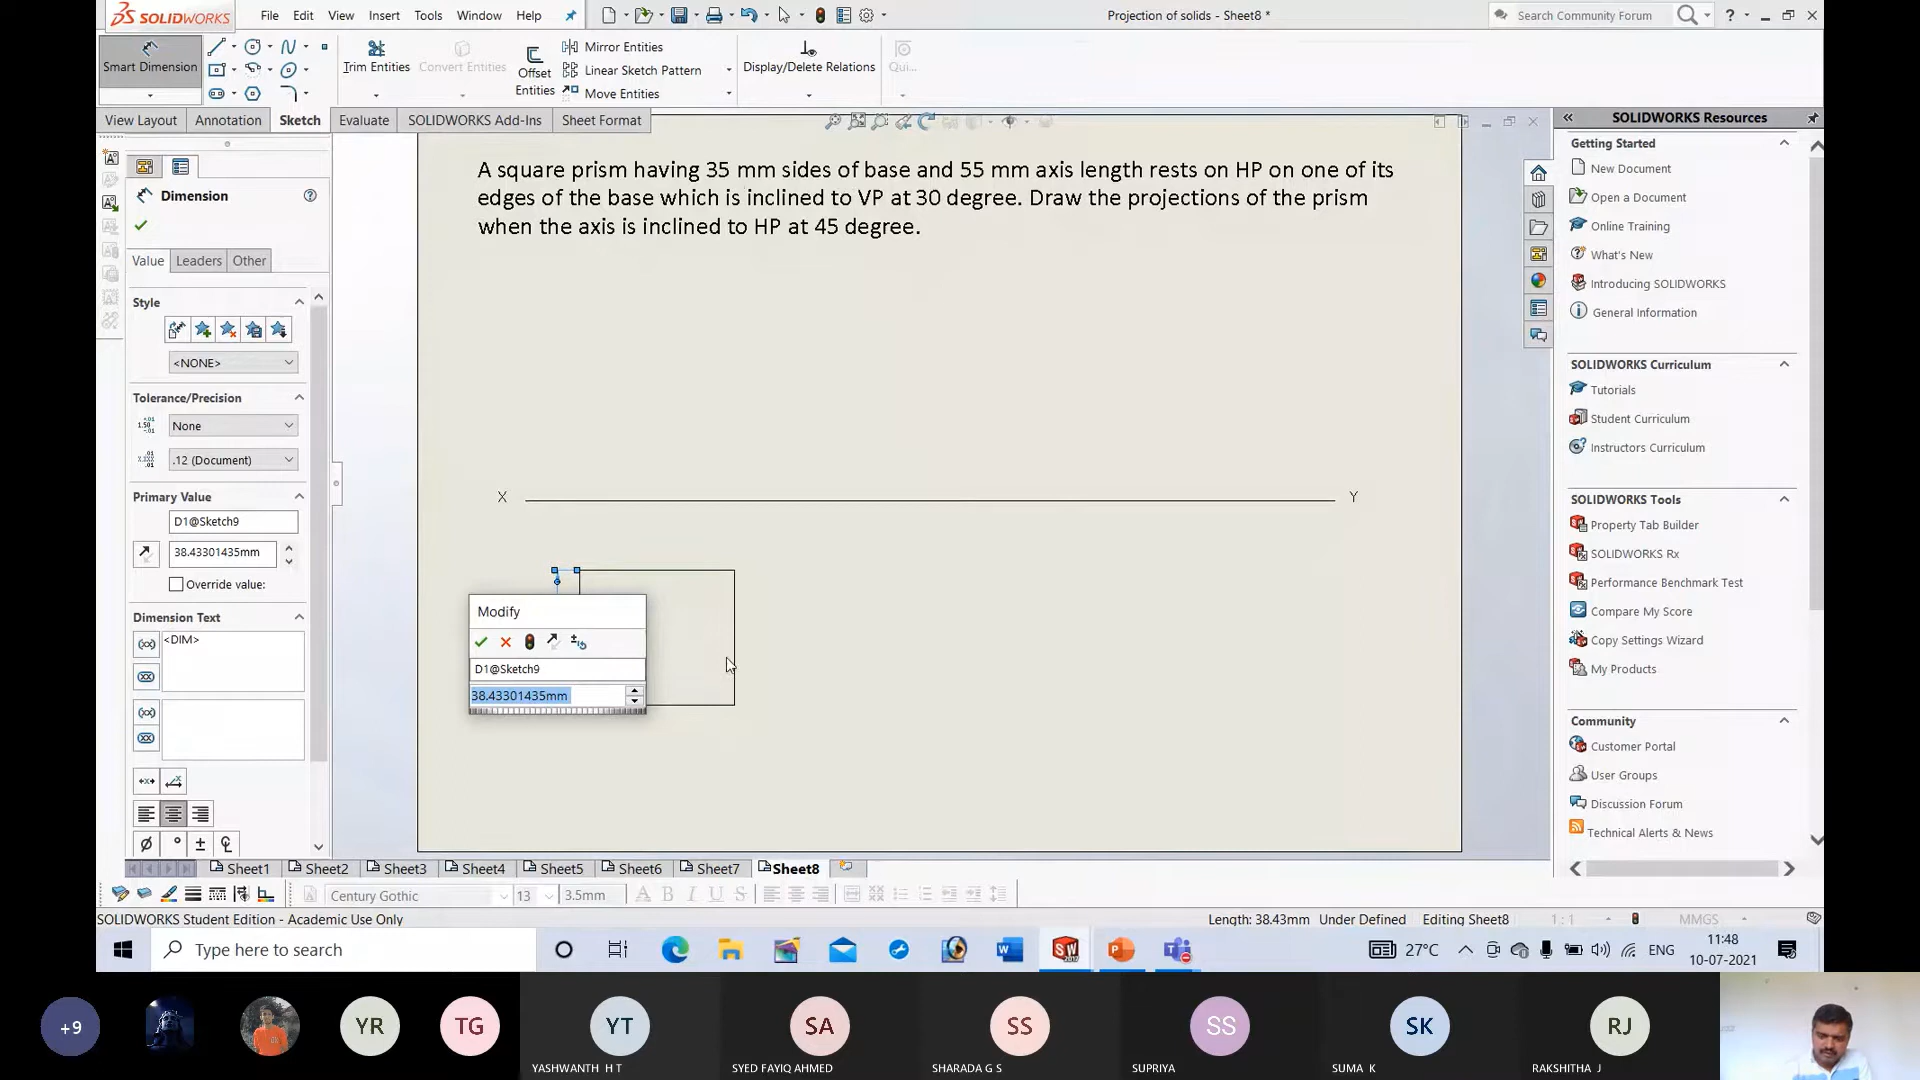 SOLIDWORKS
File
Edit
View
Insert
Tools
Window
Help
Projection of solids - Sheet8 *
Search Community Forum
?
Smart Dimension
Trim Entities
Convert Entities
Offset Entities
Mirror Entities
Linear Sketch Pattern
Move Entities
Display/Delete Relations
Qui...
View Layout
Annotation
Sketch
Evaluate
SOLIDWORKS Add-Ins
Sheet Format
Dimension
Value
Leaders
Other
Style
<NONE>
Tolerance/Precision
None
.12 (Document)
Primary Value
D1@Sketch9
38.43301435mm
Override value:
Dimension Text
<DIM>
A square prism having 35 mm sides of base and 55 mm axis length rests on HP on one of its
edges of the base which is inclined to VP at 30 degree. Draw the projections of the prism
when the axis is inclined to HP at 45 degree.
X
Y
Modify
D1@Sketch9
38.43301435mm
SOLIDWORKS Resources
Getting Started
New Document
Open a Document
Online Training
What's New
Introducing SOLIDWORKS
General Information
SOLIDWORKS Curriculum
Tutorials
Student Curriculum
Instructors Curriculum
SOLIDWORKS Tools
Property Tab Builder
SOLIDWORKS Rx
Performance Benchmark Test
Compare My Score
Copy Settings Wizard
My Products
Community
Customer Portal
User Groups
Discussion Forum
Technical Alerts & News
Sheet1
Sheet2
Sheet3
Sheet4
Sheet5
Sheet6
Sheet7
Sheet8
Century Gothic
13
3.5mm
A B I U S
SOLIDWORKS Student Edition - Academic Use Only
Length: 38.43mm
Under Defined
Editing Sheet8
1 : 1
MMGS
Type here to search
27°C
ENG
11:48
10-07-2021
+9
YR
TG
YT
SA
SS
SS
SK
RJ
YASHWANTH H T
SYED FAYIQ AHMED
SHARADA G S
SUPRIYA
SUMA K
RAKSHITHA J